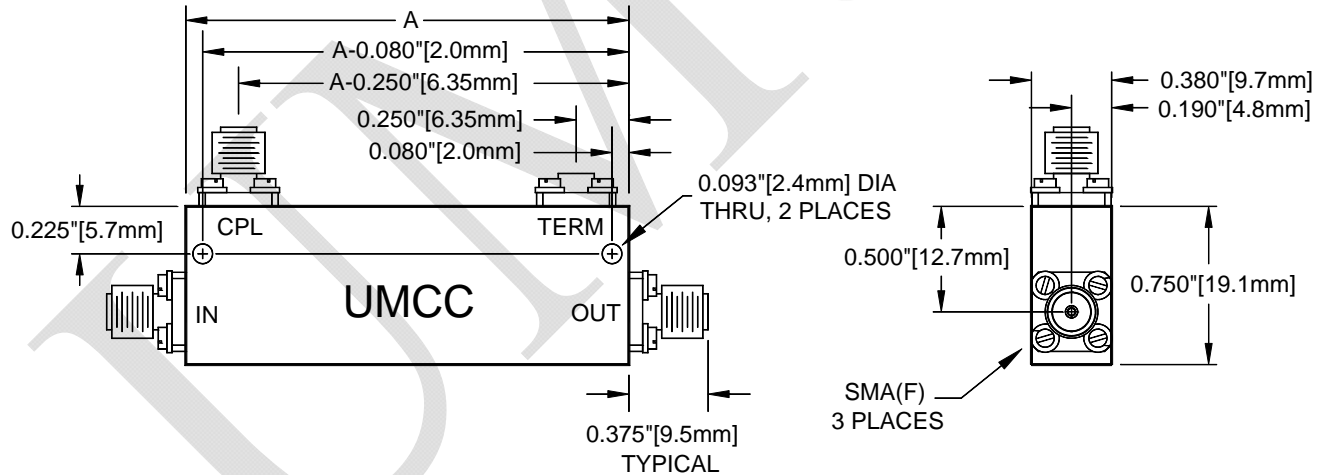 A
A-0.080"[2.0mm]
A-0.250"[6.35mm]
0.250"[6.35mm]
0.080"[2.0mm]
0.093"[2.4mm] DIA
THRU, 2 PLACES
0.225"[5.7mm]
CPL
TERM
IN
UMCC
OUT
0.375"[9.5mm]
TYPICAL
0.380"[9.7mm]
0.190"[4.8mm]
0.500"[12.7mm]
0.750"[19.1mm]
SMA(F)
3 PLACES